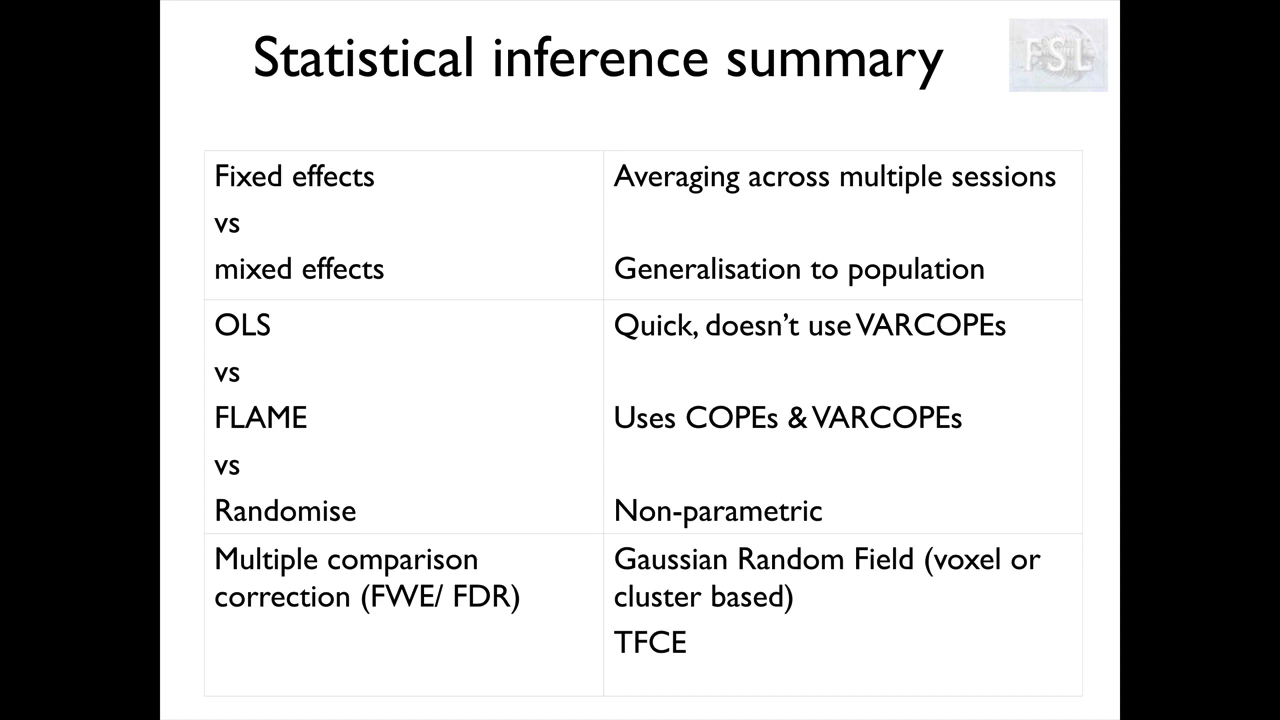 Statistical inference summary
FSL
Fixed effects
vs
mixed effects
Averaging across multiple sessions
Generalisation to population
OLS
vs
FLAME
vs
Randomise
Quick, doesn’t use VARCOPEs
Uses COPEs & VARCOPEs
Non-parametric
Multiple comparison
correction (FWE/ FDR)
Gaussian Random Field (voxel or
cluster based)
TFCE